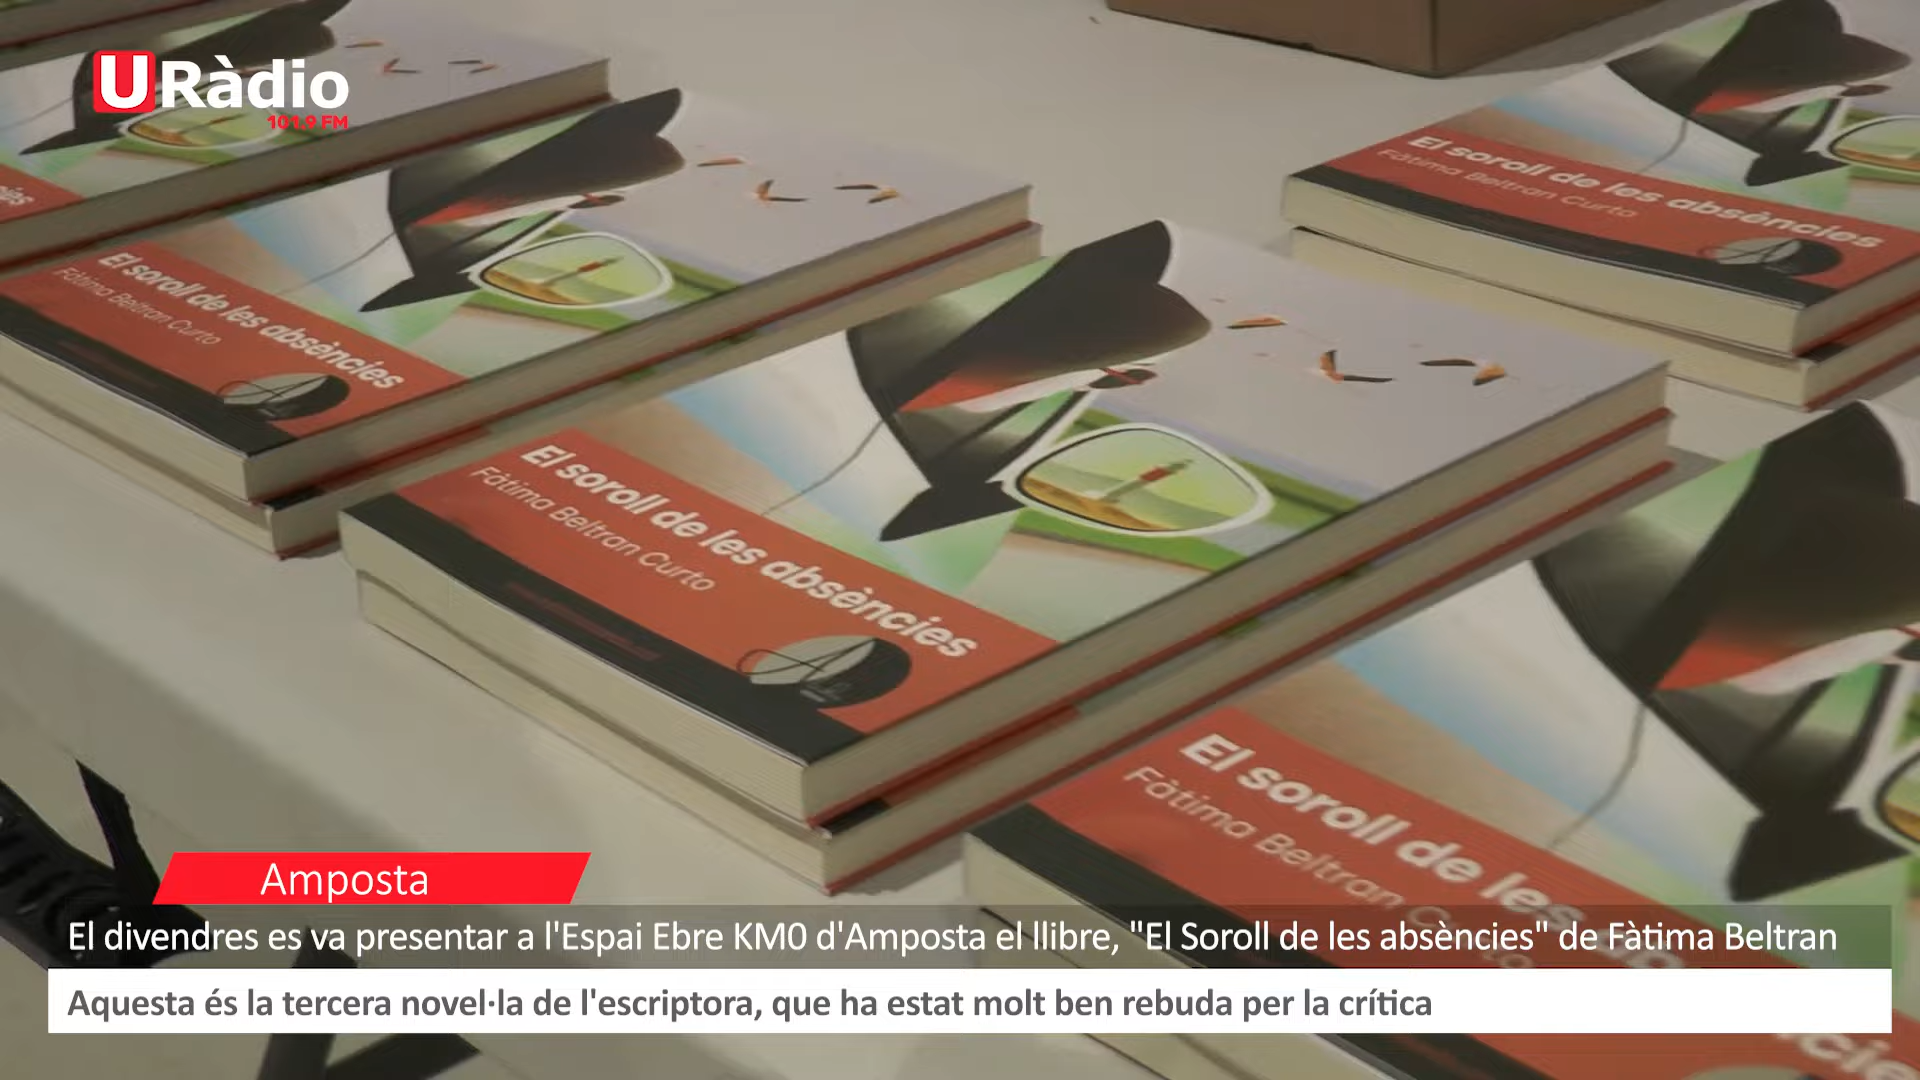 URàdio
101.9 FM
El soroll de les absències
Fàtima Beltran Curto
El soroll de les absències
Fàtima Beltran Curto
El soroll de les absències
Fàtima Beltran Curto
El soroll de les
Fàtima Beltran Curto
Amposta
El divendres es va presentar a l'Espai Ebre KM0 d'Amposta el llibre, "El Soroll de les absències" de Fàtima Beltran
Aquesta és la tercera novel·la de l'escriptora, que ha estat molt ben rebuda per la crítica